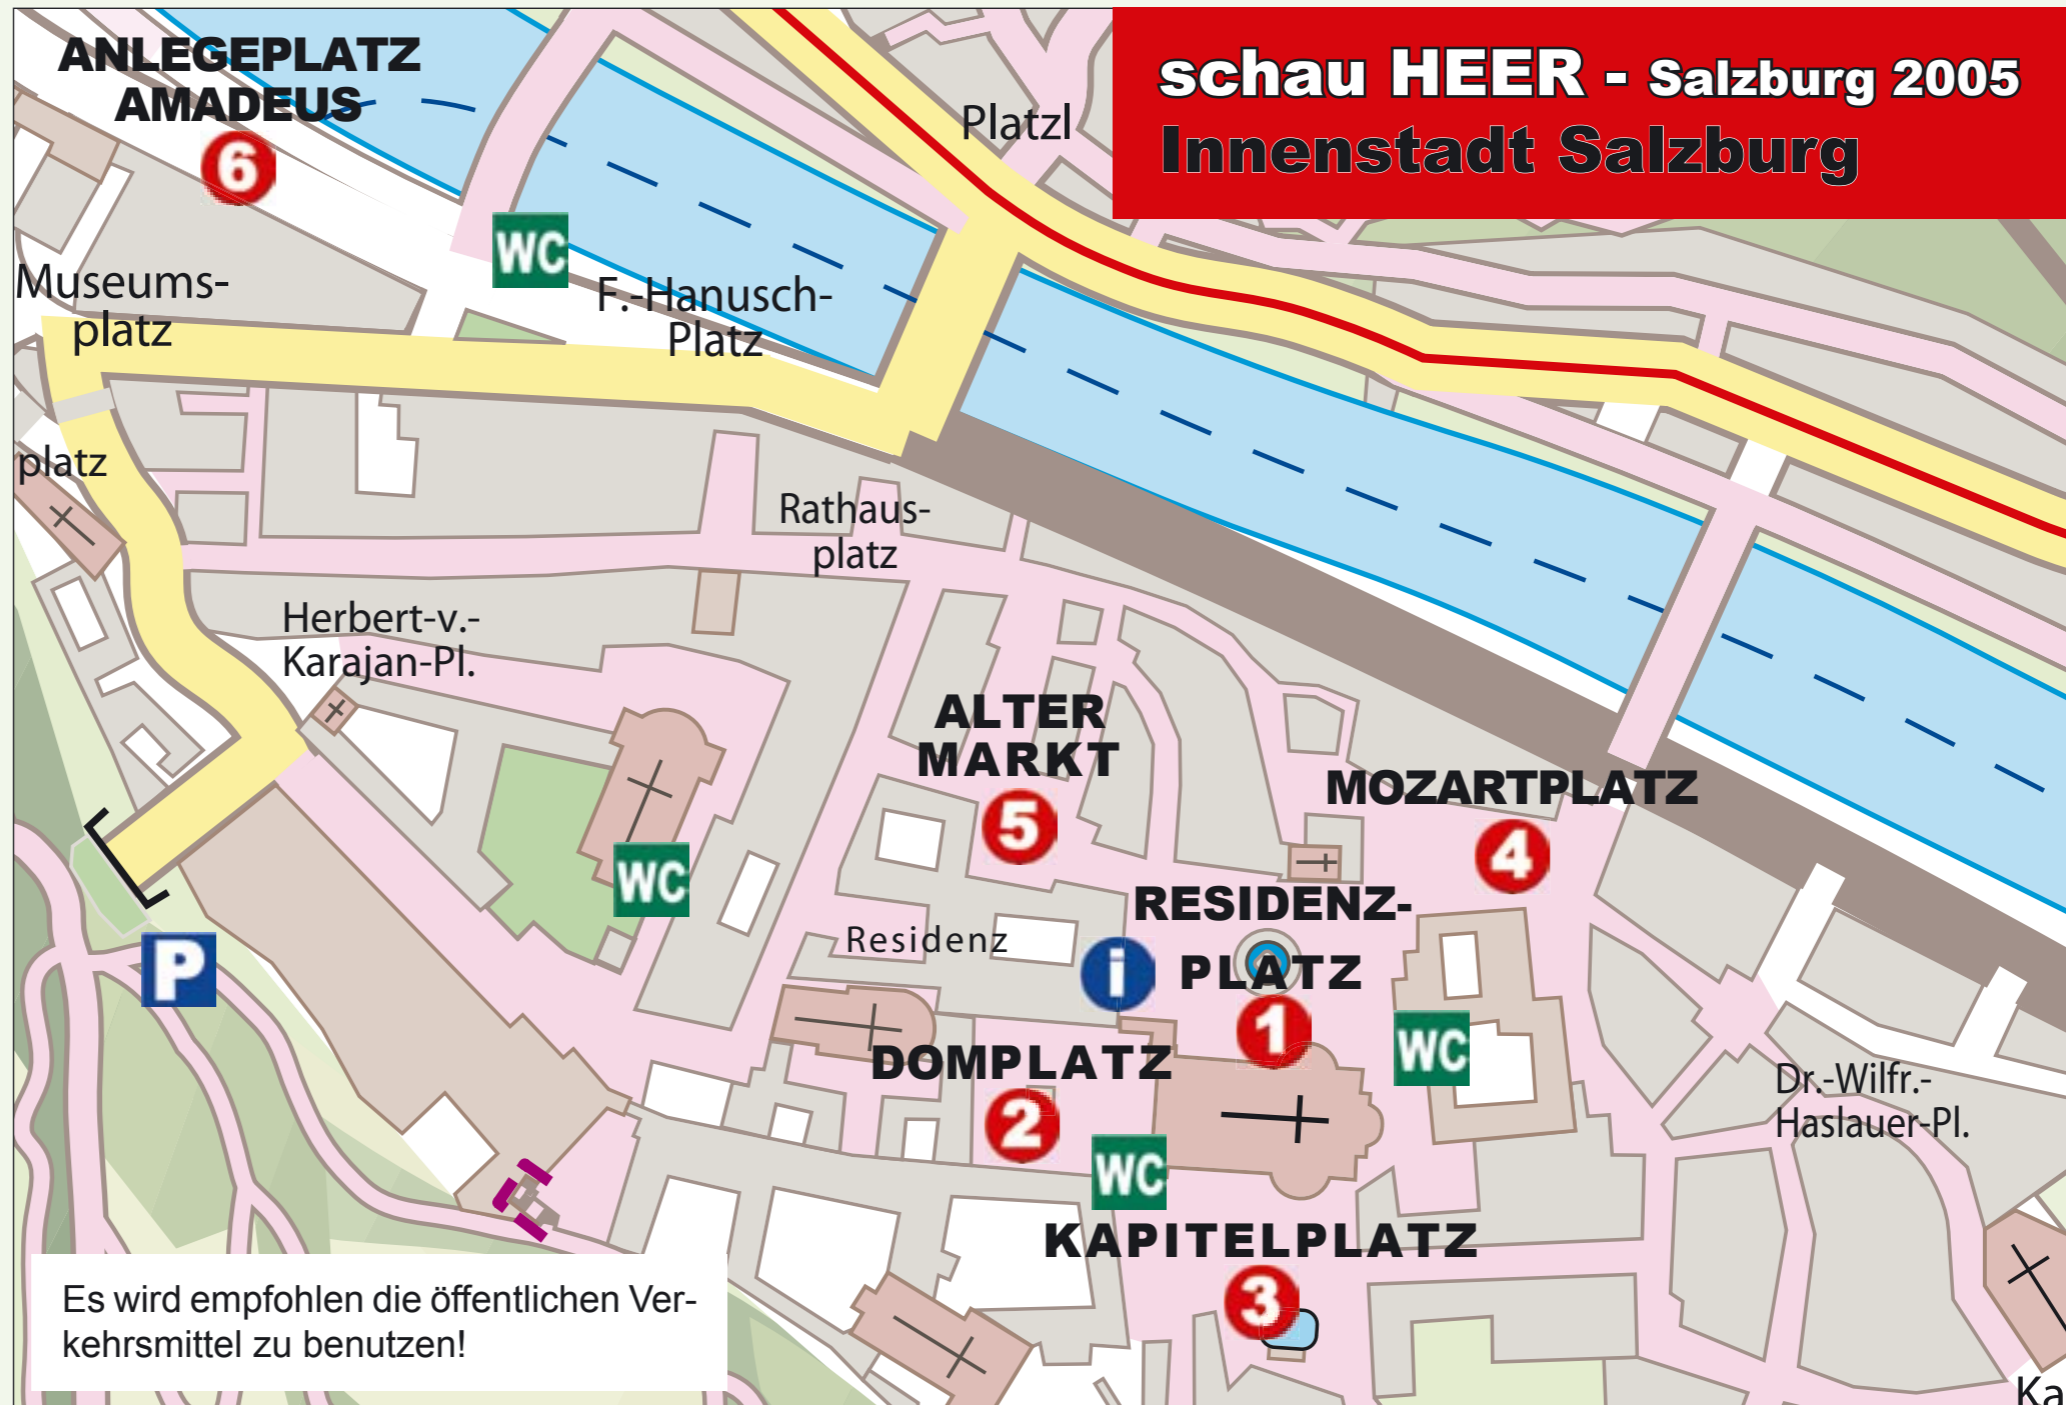 schau HEER - Salzburg 2005
Innenstadt Salzburg
ANLEGEPLATZ
AMADEUS
6
Platzl
WC
Museums-
platz
F.-Hanusch-
Platz
platz
Rathaus-
platz
Herbert-v.-
Karajan-Pl.
ALTER
MARKT
5
MOZARTPLATZ
4
WC
RESIDENZ-
PLATZ
1
Residenz
i
P
WC
DOMPLATZ
2
WC
Dr.-Wilfr.-
Haslauer-Pl.
KAPITELPLATZ
3
Es wird empfohlen die öffentlichen Ver-
kehrsmittel zu benutzen!
Ka